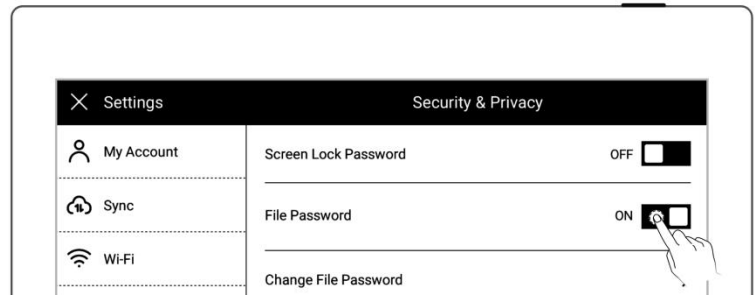 Settings
Security & Privacy
My Account
Screen Lock Password
OFF
Sync
File Password
ON
Wi-Fi
Change File Password